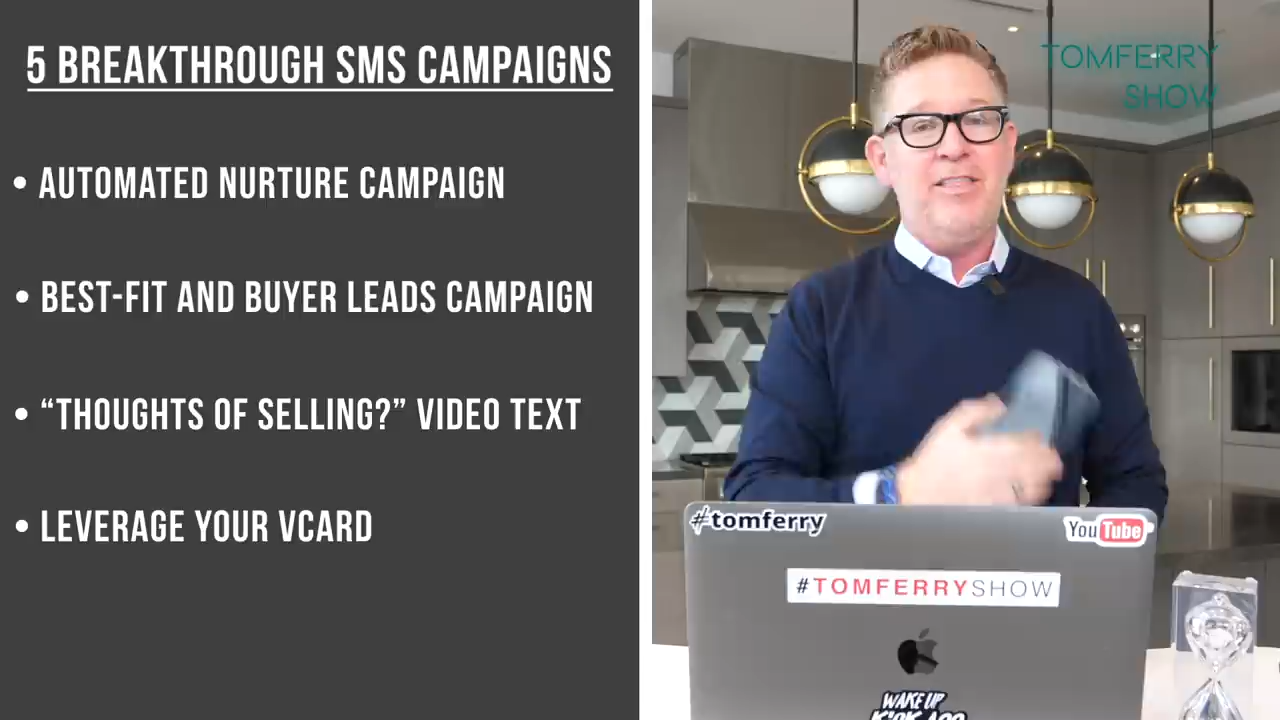 5 BREAKTHROUGH SMS CAMPAIGNS
• AUTOMATED NURTURE CAMPAIGN
• BEST-FIT AND BUYER LEADS CAMPAIGN
• “THOUGHTS OF SELLING?” VIDEO TEXT
• LEVERAGE YOUR VCARD
TOMFERRY
SHOW
#tomferry
YouTube
#TOMFERRYSHOW
WAKE UP